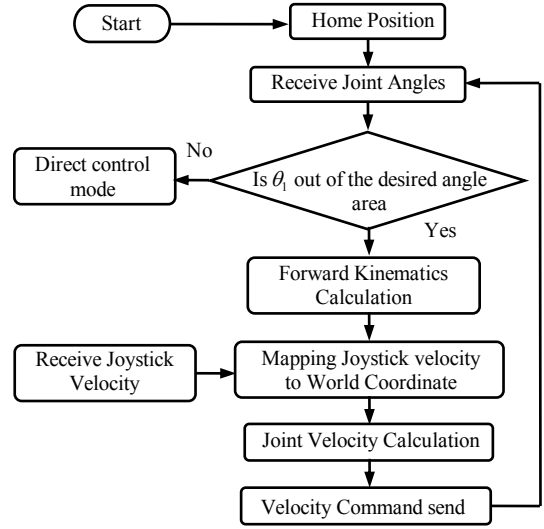 Start
Home Position
Receive Joint Angles
No
Direct control
mode
Is θ₁ out of the desired angle
area
Yes
Forward Kinematics
Calculation
Receive Joystick
Velocity
Mapping Joystick velocity
to World Coordinate
Joint Velocity Calculation
Velocity Command send